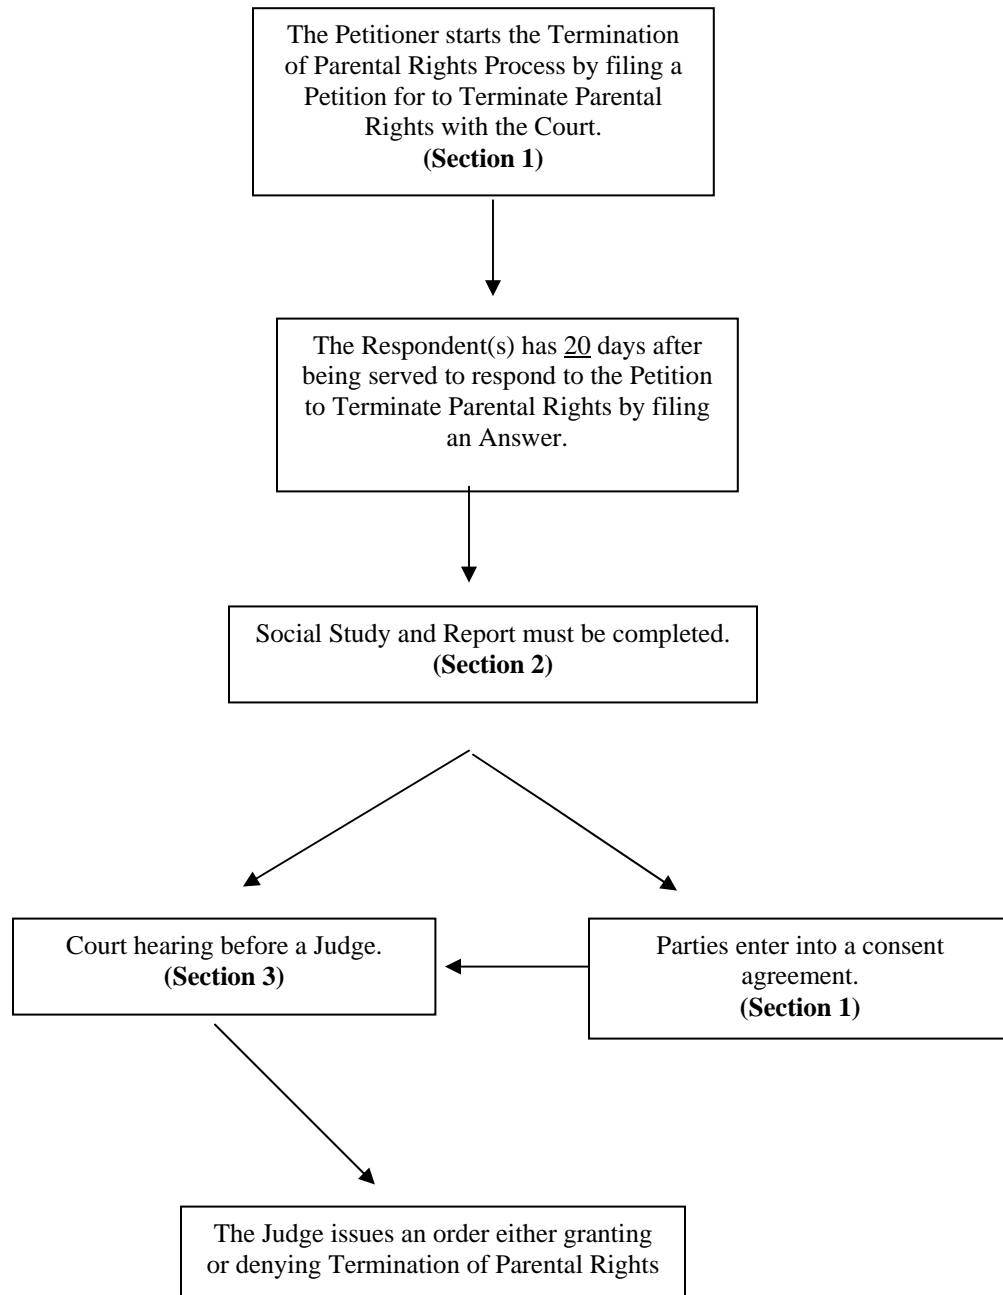 The Petitioner starts the Termination
of Parental Rights Process by filing a
Petition for to Terminate Parental
Rights with the Court.
(Section 1)
The Respondent(s) has 20 days after
being served to respond to the Petition
to Terminate Parental Rights by filing
an Answer.
Social Study and Report must be completed.
(Section 2)
Court hearing before a Judge.
(Section 3)
Parties enter into a consent
agreement.
(Section 1)
The Judge issues an order either granting
or denying Termination of Parental Rights